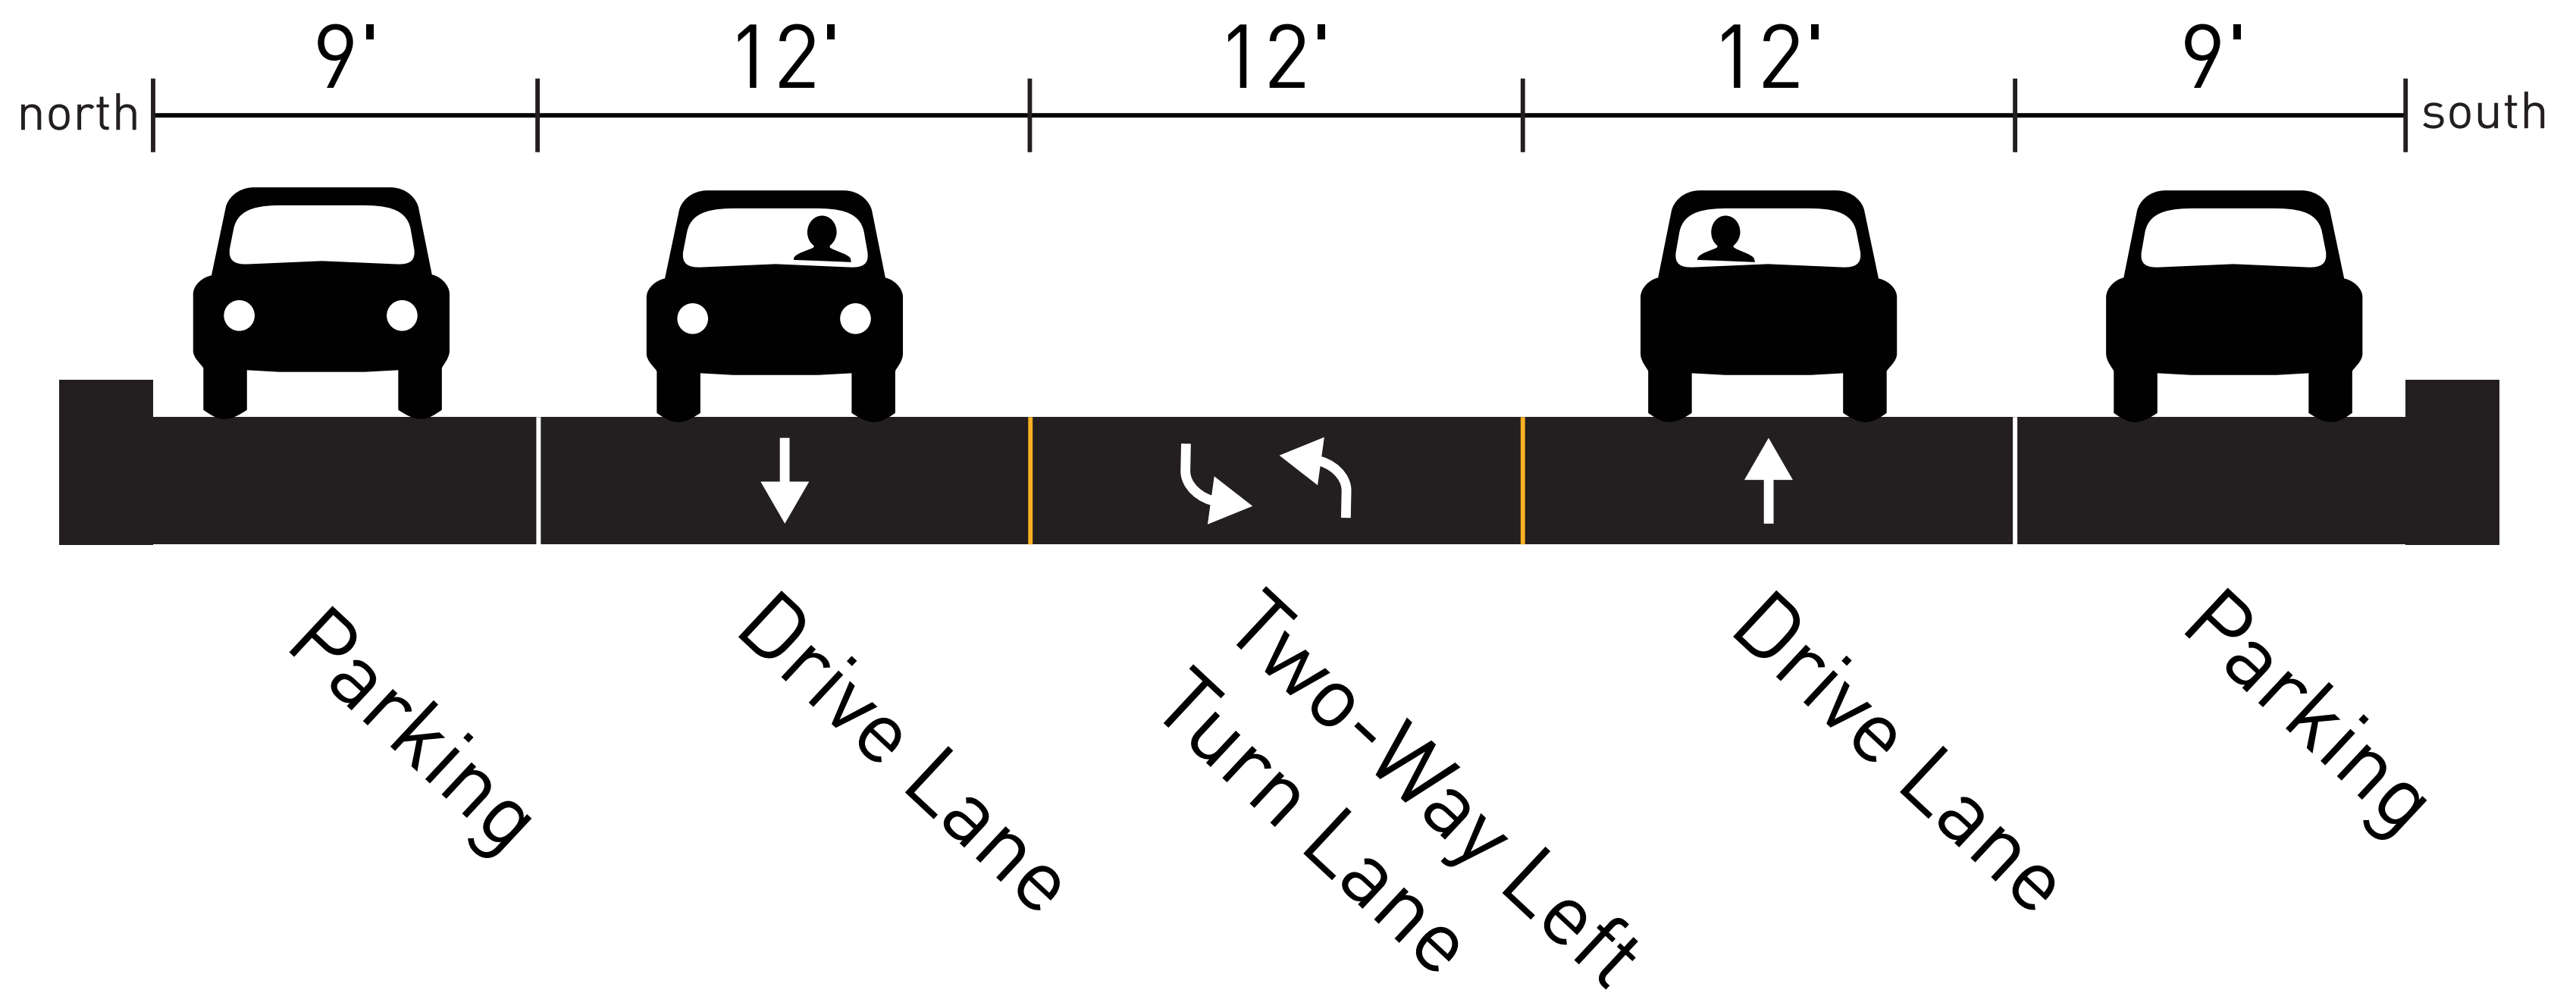 9' 12' 12' 12' 9'
north south
Parking
Drive Lane
Two-Way Left
Turn Lane
Drive Lane
Parking